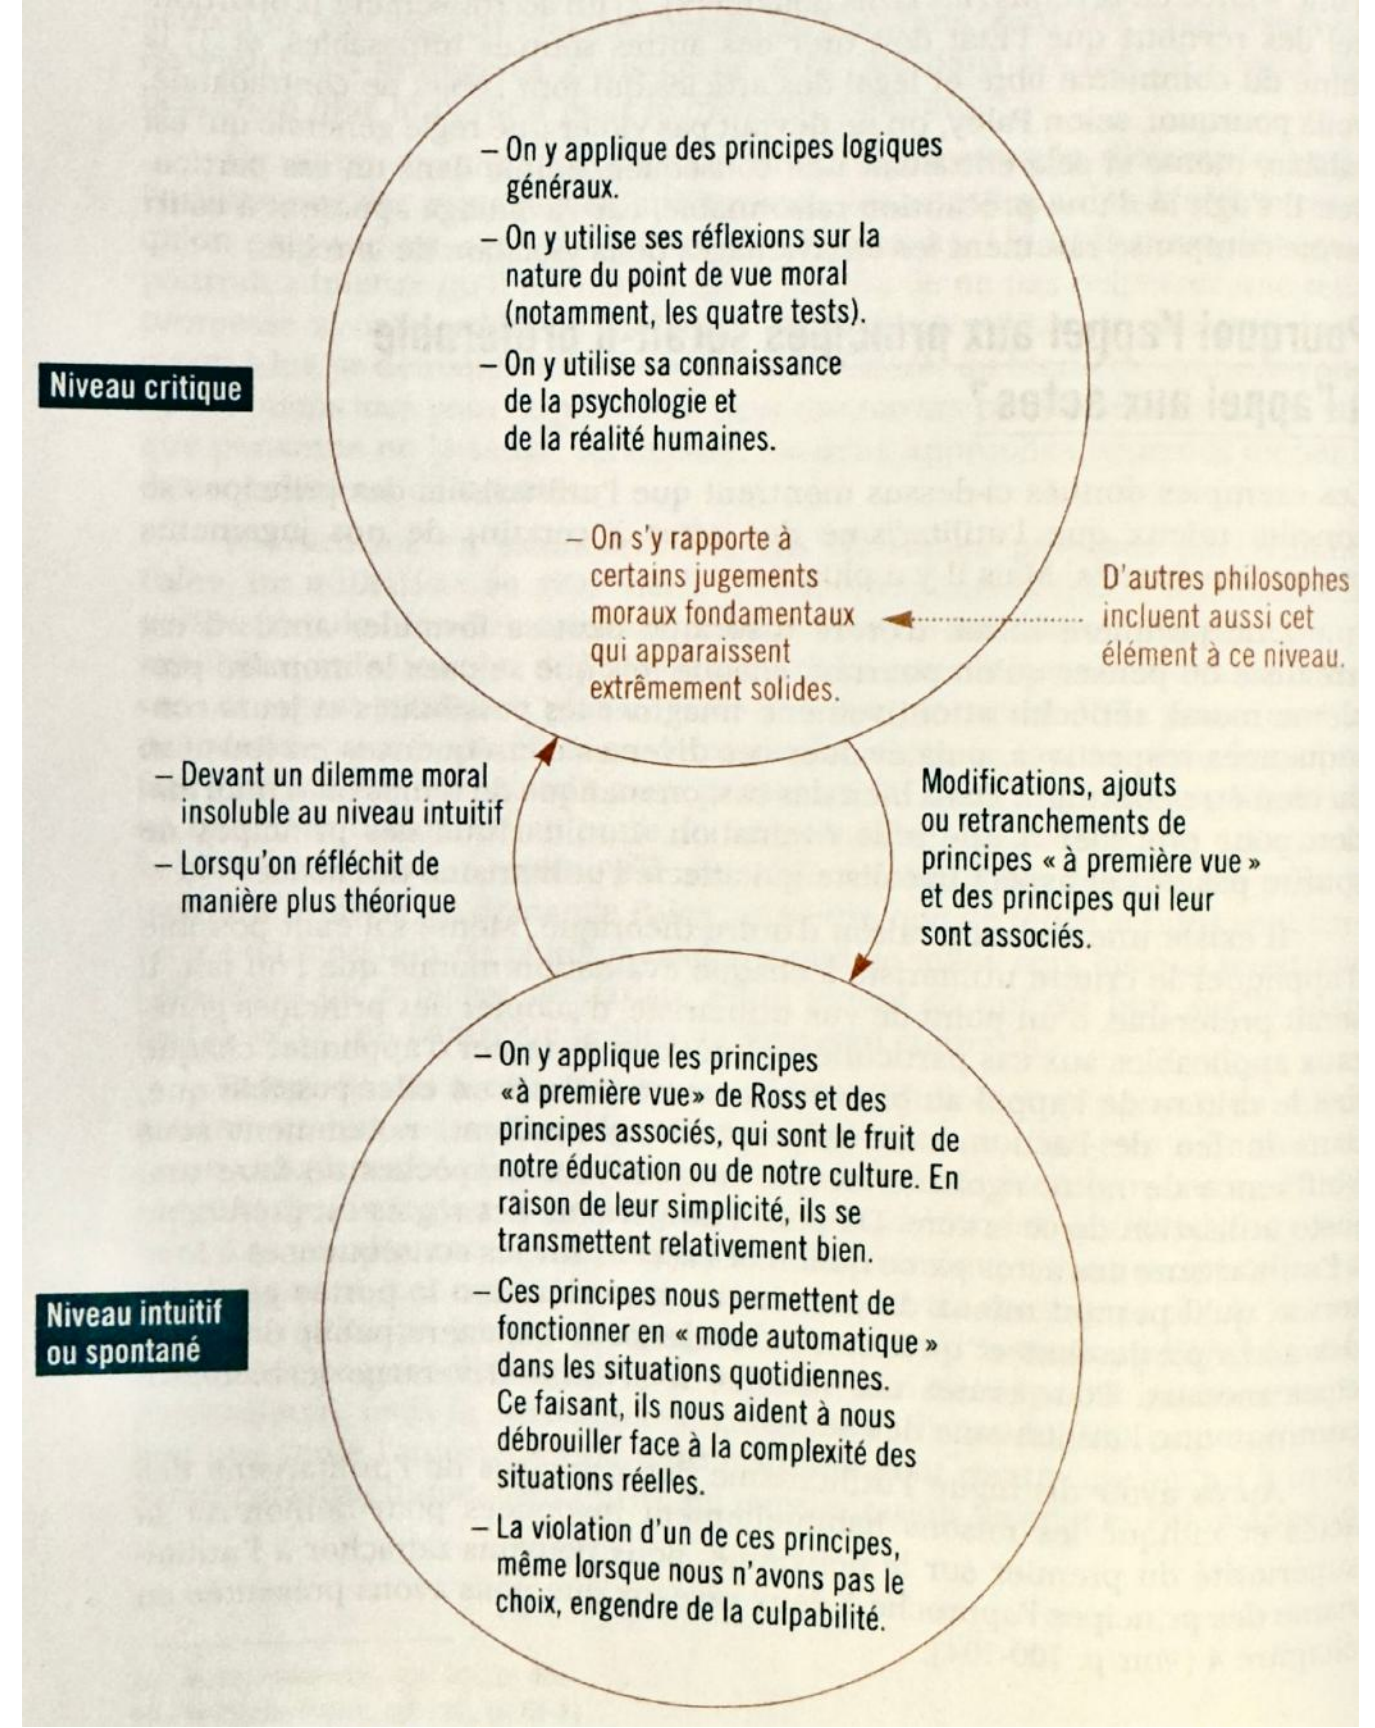 – On y applique des principes logiques
généraux.
– On y utilise ses réflexions sur la
nature du point de vue moral
(notamment, les quatre tests).
– On y utilise sa connaissance
de la psychologie et
de la réalité humaines.
Niveau critique
– On s'y rapporte à
certains jugements
moraux fondamentaux
qui apparaissent
extrêmement solides.
D'autres philosophes
incluent aussi cet
élément à ce niveau.
– Devant un dilemme moral
insoluble au niveau intuitif
– Lorsqu'on réfléchit de
manière plus théorique
Modifications, ajouts
ou retranchements de
principes « à première vue »
et des principes qui leur
sont associés.
– On y applique les principes
«à première vue» de Ross et des
principes associés, qui sont le fruit de
notre éducation ou de notre culture. En
raison de leur simplicité, ils se
transmettent relativement bien.
Niveau intuitif
ou spontané
– Ces principes nous permettent de
fonctionner en « mode automatique »
dans les situations quotidiennes.
Ce faisant, ils nous aident à nous
débrouiller face à la complexité des
situations réelles.
– La violation d'un de ces principes,
même lorsque nous n'avons pas le
choix, engendre de la culpabilité.